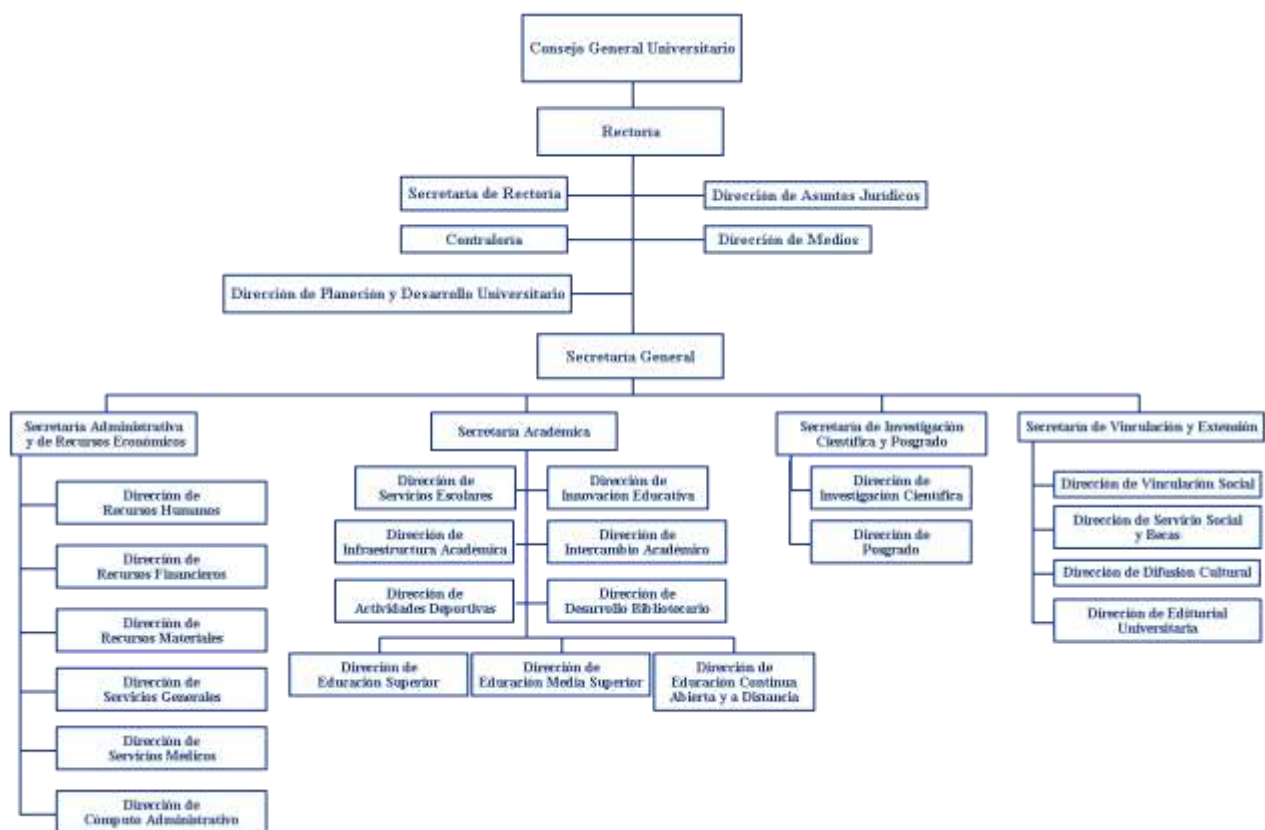 Consejo General Universitario
Rectoría
Secretaría de Rectoría
Dirección de Asuntos Jurídicos
Contraloría
Dirección de Medios
Dirección de Planeción y Desarrollo Universitario
Secretaría General
Secretaría Administrativa
y de Recursos Económicos
Secretaría Académica
Secretaría de Investigación
Científica y Posgrado
Secretaría de Vinculación y Extensión
Dirección de
Recursos Humanos
Dirección de
Recursos Financieros
Dirección de
Recursos Materiales
Dirección de
Servicios Generales
Dirección de
Servicios Médicos
Dirección de
Cómputo Administrativo
Dirección de
Servicios Escolares
Dirección de
Innovación Educativa
Dirección de
Infraestructura Académica
Dirección de
Intercambio Académico
Dirección de
Actividades Deportivas
Dirección de
Desarrollo Bibliotecario
Dirección de
Educación Superior
Dirección de
Educación Media Superior
Dirección de
Educación Continua
Abierta y a Distancia
Dirección de
Investigación Científica
Dirección de
Posgrado
Dirección de Vinculación Social
Dirección de Servicio Social
y Becas
Dirección de Difusión Cultural
Dirección de Edittorial
Universitaria